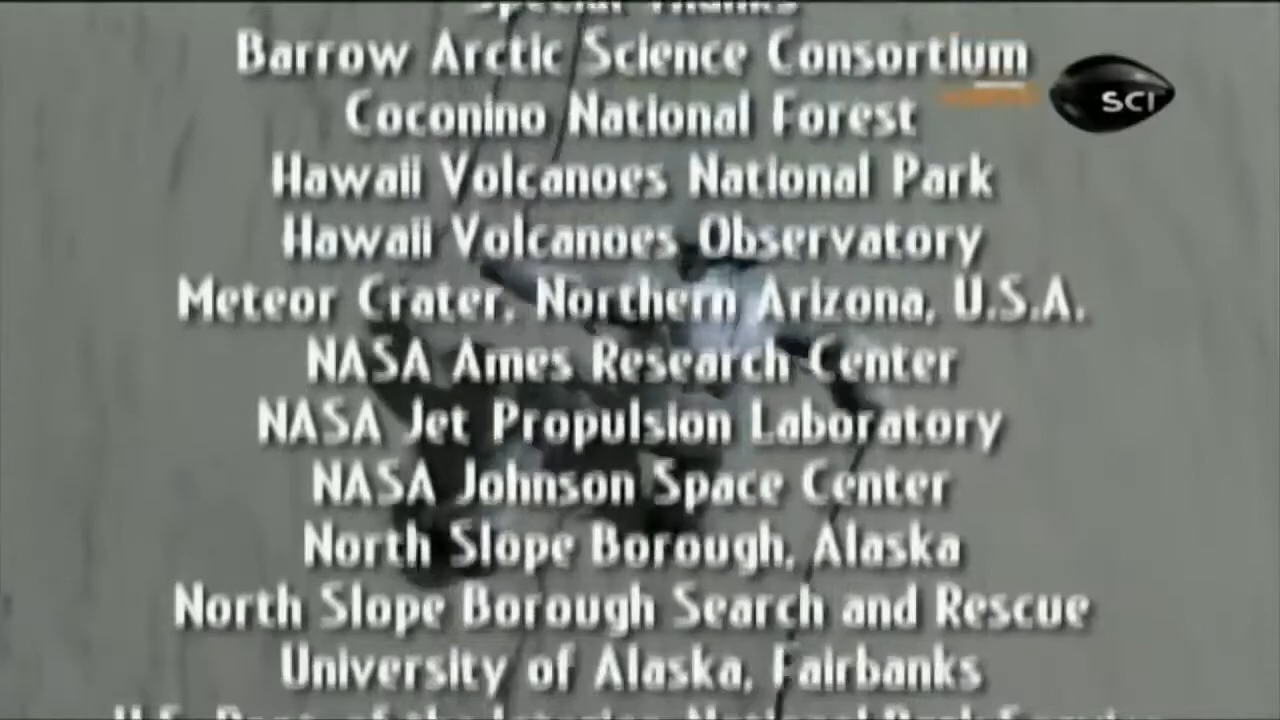 Special Thanks
Barrow Arctic Science Consortium
SCI
Coconino National Forest
Hawaii Volcanoes National Park
Hawaii Volcanoes Observatory
Meteor Crater, Northern Arizona, U.S.A.
NASA Ames Research Center
NASA Jet Propulsion Laboratory
NASA Johnson Space Center
North Slope Borough, Alaska
North Slope Borough Search and Rescue
University of Alaska, Fairbanks